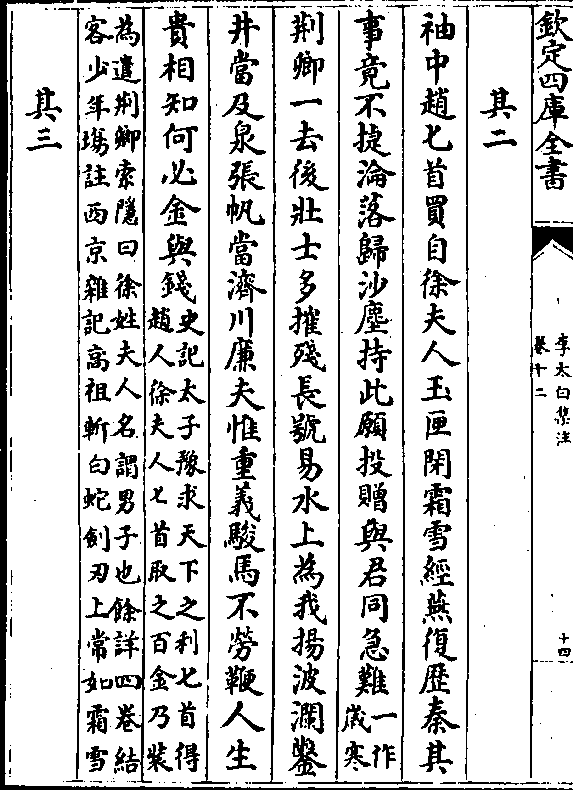 欽定四庫全書
李太白集注
卷十二
十四
其二
袖中趙匕首買自徐夫人玉匣閉霜雪經燕復歴秦其
事竟不捷淪落歸沙塵持此願投贈與君同急難一作
歲寒
荆卿一去後壯士多摧殘長號易水上為我揚波瀾鑿
井當及泉張帆當濟川廉夫惟重義駿馬不勞鞭人生
貴相知何必金與錢史記太子豫求天下之利匕首得
趙人徐夫人匕首取之百金乃裝
為遣荆卿索隱曰徐姓夫人名謂男子也餘詳四卷結
客少年塲註西京雜記高祖斬白蛇劍刃上常如霜雪
其三